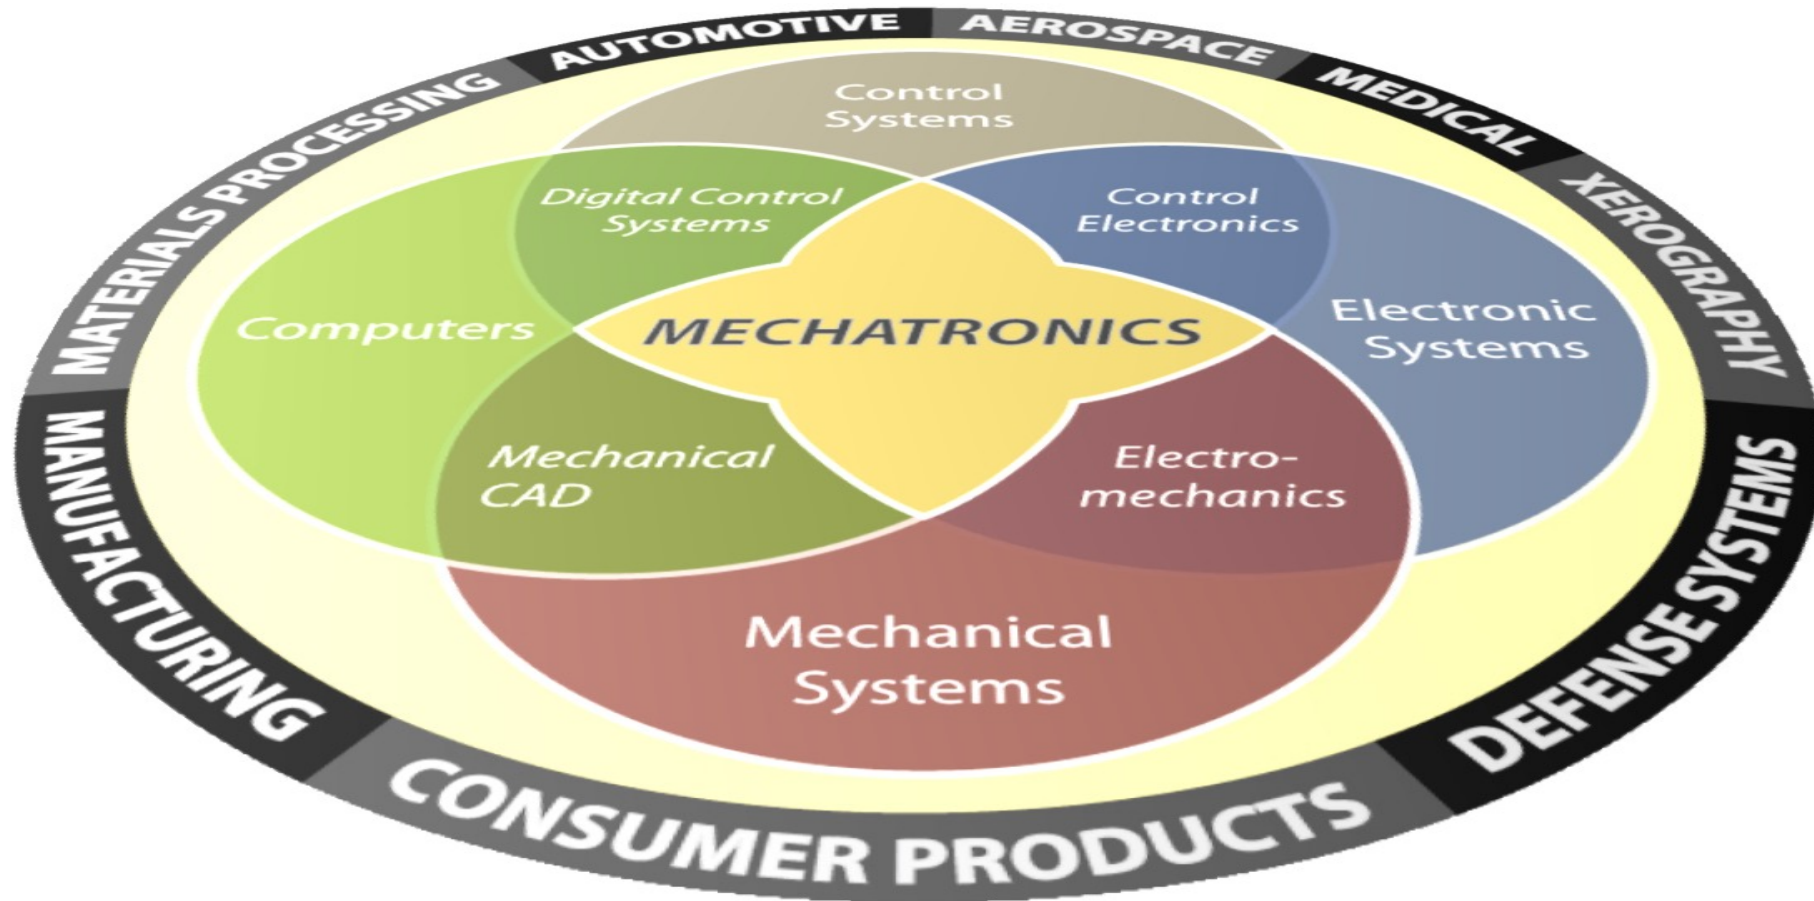 MATERIALS PROCESSING
AUTOMOTIVE
AEROSPACE
MEDICAL
XEROGRAPHY
DEFENSE SYSTEMS
CONSUMER PRODUCTS
MANUFACTURING
Control
Systems
Digital Control
Systems
Control
Electronics
Computers
MECHATRONICS
Electronic
Systems
Mechanical
CAD
Electro-
mechanics
Mechanical
Systems